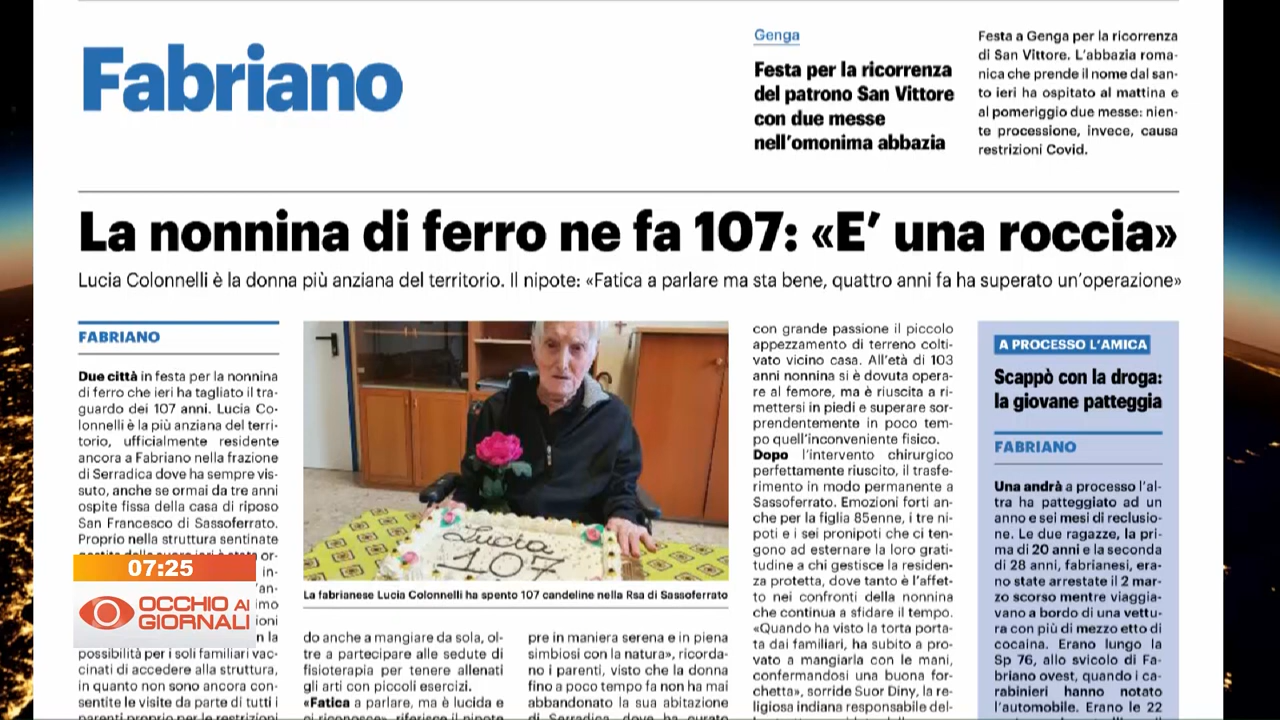 Fabriano
Genga
Festa per la ricorrenza
del patrono San Vittore
con due messe
nell'omonima abbazia
Festa a Genga per la ricorrenza
di San Vittore. L'abbazia roma-
nica che prende il nome dal san-
to ieri ha ospitato al mattina e
al pomeriggio due messe: nien-
te processione, invece, causa
restrizioni Covid.
La nonnina di ferro ne fa 107: «E' una roccia»
Lucia Colonnelli è la donna più anziana del territorio. Il nipote: «Fatica a parlare ma sta bene, quattro anni fa ha superato un'operazione»
FABRIANO
Due città in festa per la nonnina
di ferro che ieri ha tagliato il tra-
guardo dei 107 anni. Lucia Co-
lonnelli è la più anziana del terri-
torio, ufficialmente residente
ancora a Fabriano nella frazione
di Serradica dove ha sempre vis-
suto, anche se ormai da tre anni
ospite fissa della casa di riposo
San Francesco di Sassoferrato.
Proprio nella struttura sentinate
07:25
OCCHIO AI
GIORNALI
possibilità per i soli familiari vac-
cinati di accedere alla struttura,
in quanto non sono ancora con-
sentite le visite da parte di tutti i
parenti proprio per le restrizioni
Lucia
107
La fabrianese Lucia Colonnelli ha spento 107 candeline nella Rsa di Sassoferrato
do anche a mangiare da sola, ol-
tre a partecipare alle sedute di
fisioterapia per tenere allenati
gli arti con piccoli esercizi.
«Fatica a parlare, ma è lucida e
ci riconosce», riferisce il nipote
pre in maniera serena e in piena
simbiosi con la natura», ricorda-
no i parenti, visto che la donna
fino a poco tempo fa non ha mai
abbandonato la sua abitazione
di Serradica, dove ha curato
con grande passione il piccolo
appezzamento di terreno colti-
vato vicino casa. All'età di 103
anni nonnina si è dovuta opera-
re al femore, ma è riuscita a ri-
mettersi in piedi e superare sor-
prendentemente in poco tem-
po quell'inconveniente fisico.
Dopo l'intervento chirurgico
perfettamente riuscito, il trasfe-
rimento in modo permanente a
Sassoferrato. Emozioni forti an-
che per la figlia 85enne, i tre ni-
poti e i sei pronipoti che ci ten-
gono ad esternare la loro grati-
tudine a chi gestisce la residen-
za protetta, dove tanto è l'affet-
to nei confronti della nonnina
che continua a sfidare il tempo.
«Quando ha visto la torta porta-
ta dai familiari, ha subito a pro-
vato a mangiarla con le mani,
confermandosi una buona for-
chetta», sorride Suor Diny, la re-
ligiosa indiana responsabile del-
A PROCESSO L'AMICA
Scappò con la droga:
la giovane patteggia
FABRIANO
Una andrà a processo l'al-
tra ha patteggiato ad un
anno e sei mesi di reclusio-
ne. Le due ragazze, la pri-
ma di 20 anni e la seconda
di 28 anni, fabrianesi, era-
no state arrestate il 2 mar-
zo scorso mentre viaggia-
vano a bordo di una vettu-
ra con più di mezzo etto di
cocaina. Erano lungo la
Sp 76, allo svicolo di Fa-
briano ovest, quando i ca-
rabinieri hanno notato
l'automobile. Erano le 22